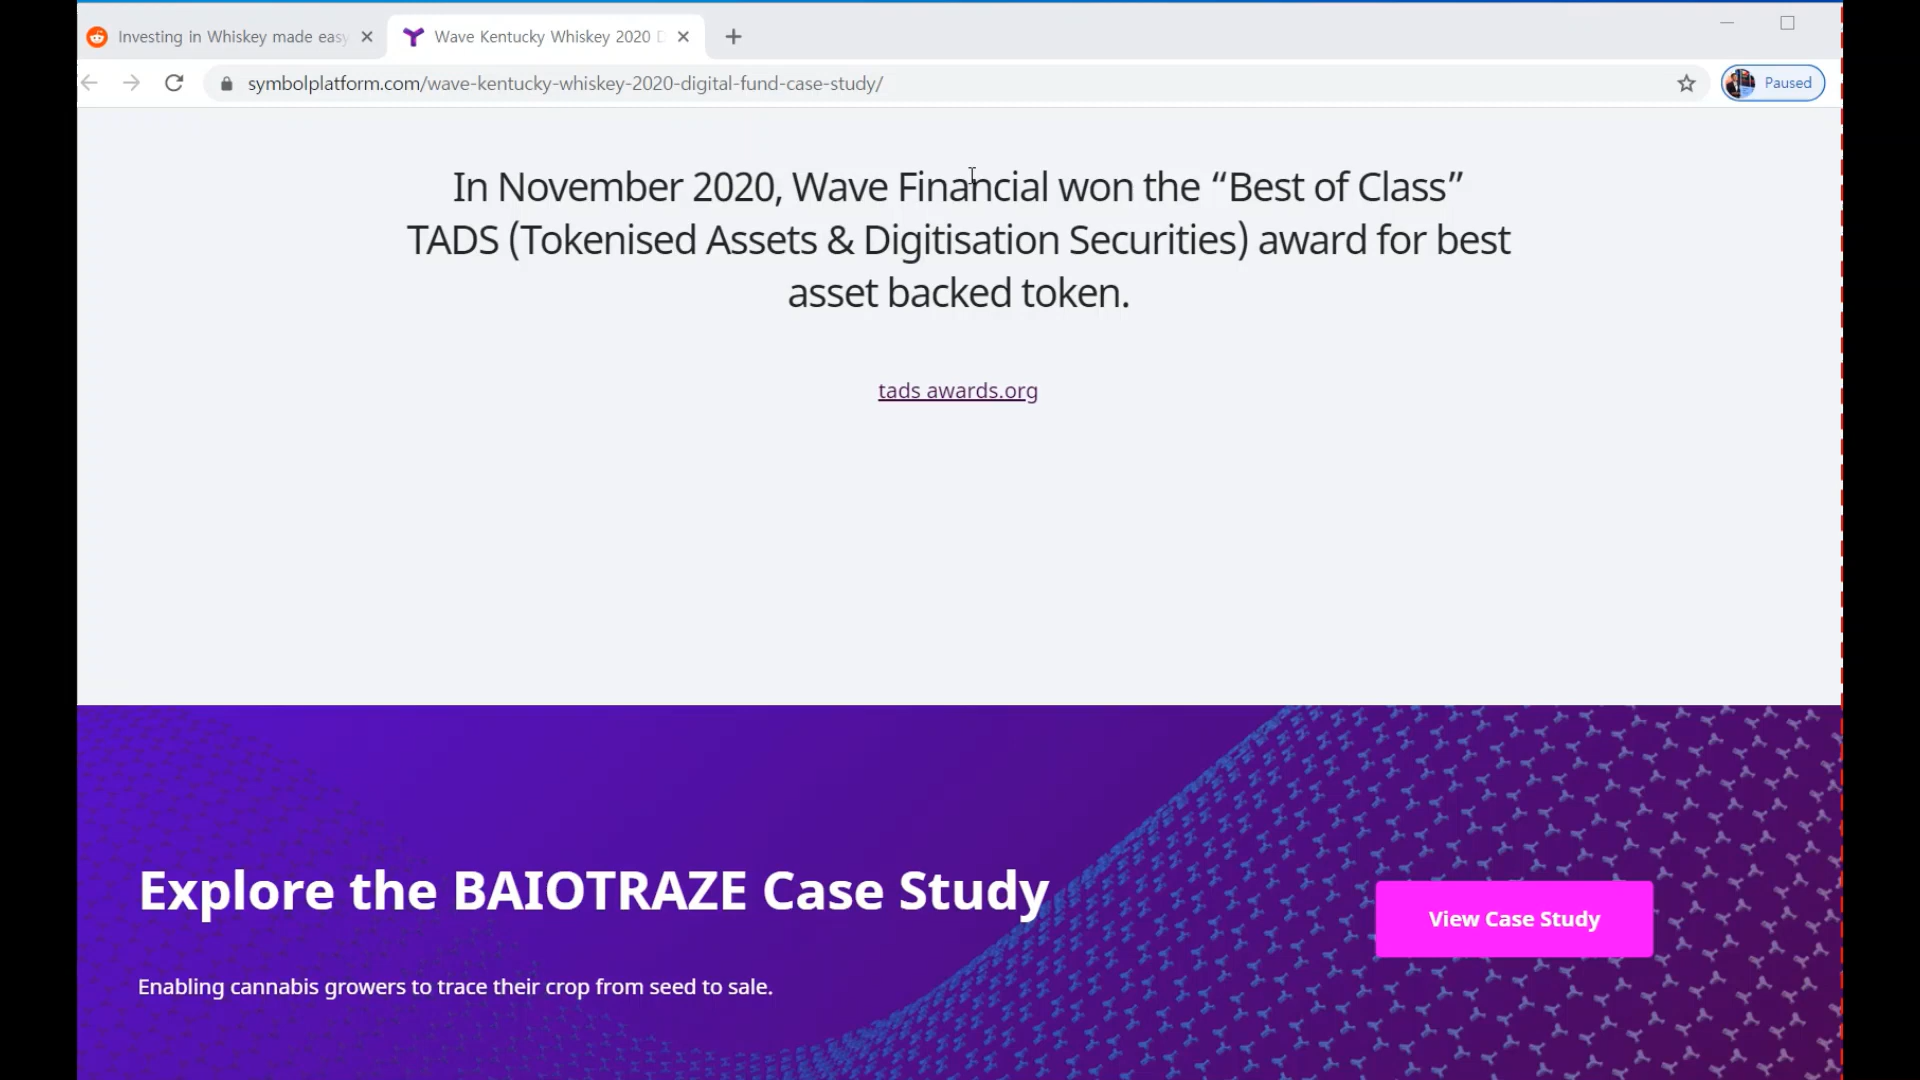 Investing in Whiskey made easy
Wave Kentucky Whiskey 2020 D
symbolplatform.com/wave-kentucky-whiskey-2020-digital-fund-case-study/
Paused
In November 2020, Wave Financial won the “Best of Class”
TADS (Tokenised Assets & Digitisation Securities) award for best
asset backed token.
tads awards.org
Explore the BAIOTRAZE Case Study
View Case Study
Enabling cannabis growers to trace their crop from seed to sale.